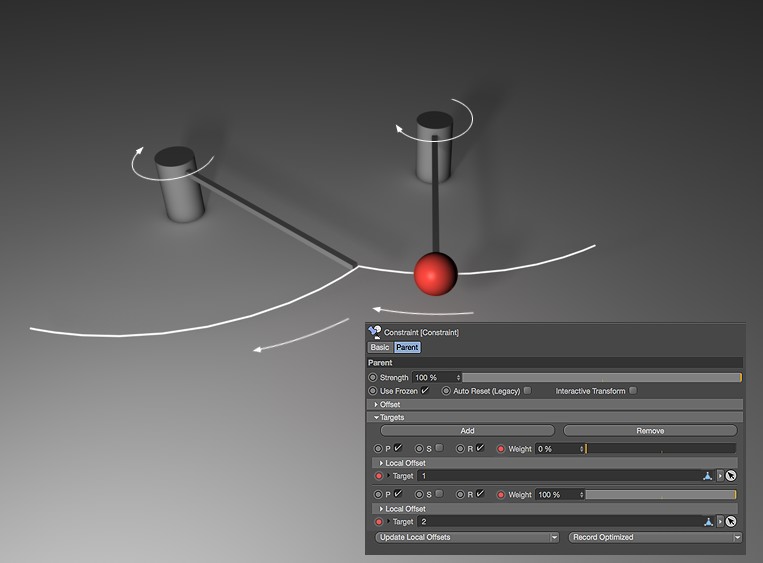 Constraint [Constraint]
Basic Parent
Parent
Strength 100 %
Use Frozen Auto Reset (Legacy) Interactive Transform
Offset
Targets
Add Remove
P S R Weight 0 %
Local Offset
Target 1
P S R Weight 100 %
Local Offset
Target 2
Update Local Offsets Record Optimized